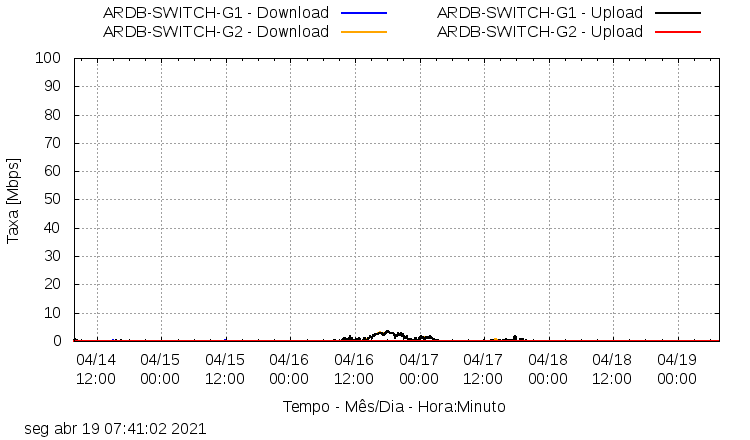 ARDB-SWITCH-G1 - Download ARDB-SWITCH-G1 - Upload
ARDB-SWITCH-G2 - Download ARDB-SWITCH-G2 - Upload
100
90
80
70
60
50
40
30
20
10
0
Taxa [Mbps]
04/14 04/15 04/15 04/16 04/16 04/17 04/17 04/18 04/18 04/19
12:00 00:00 12:00 00:00 12:00 00:00 12:00 00:00 12:00 00:00
Tempo - Mês/Dia - Hora:Minuto
seg abr 19 07:41:02 2021